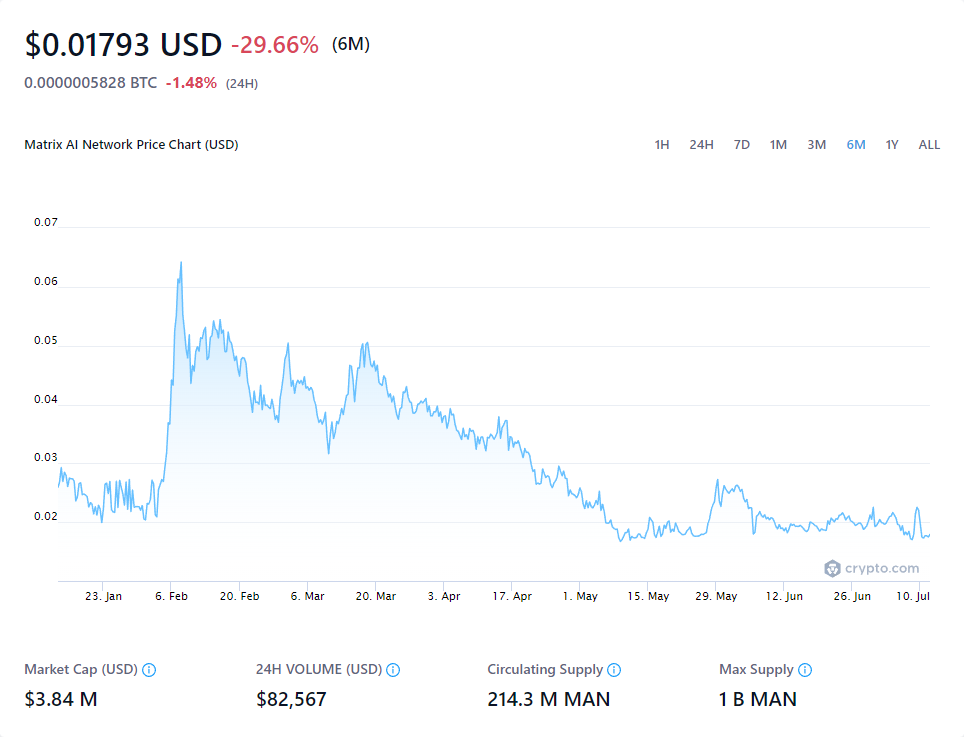 $0.01793 USD -29.66% (6M)
0.0000005828 BTC -1.48% (24H)
Matrix AI Network Price Chart (USD) 1H 24H 7D 1M 3M 6M 1Y ALL
0.07
0.06
0.05
0.04
0.03
0.02
crypto.com
23. Jan 6. Feb 20. Feb 6. Mar 20. Mar 3. Apr 17. Apr 1. May 15. May 29. May 12. Jun 26. Jun 10. Jul
Market Cap (USD) 24H VOLUME (USD) Circulating Supply Max Supply
$3.84 M $82,567 214.3 M MAN 1 B MAN